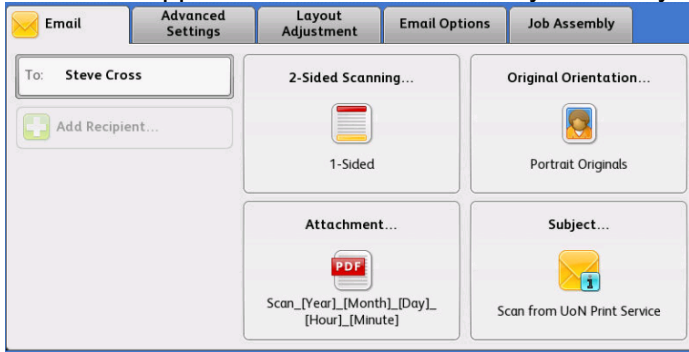 Email
Advanced
Settings
Layout
Adjustment
Email Options
Job Assembly
To: Steve Cross
Add Recipient...
2-Sided Scanning...
1-Sided
Original Orientation...
Portrait Originals
Attachment...
PDF
Scan_[Year]_[Month]_[Day]_
[Hour]_[Minute]
Subject...
Scan from UoN Print Service